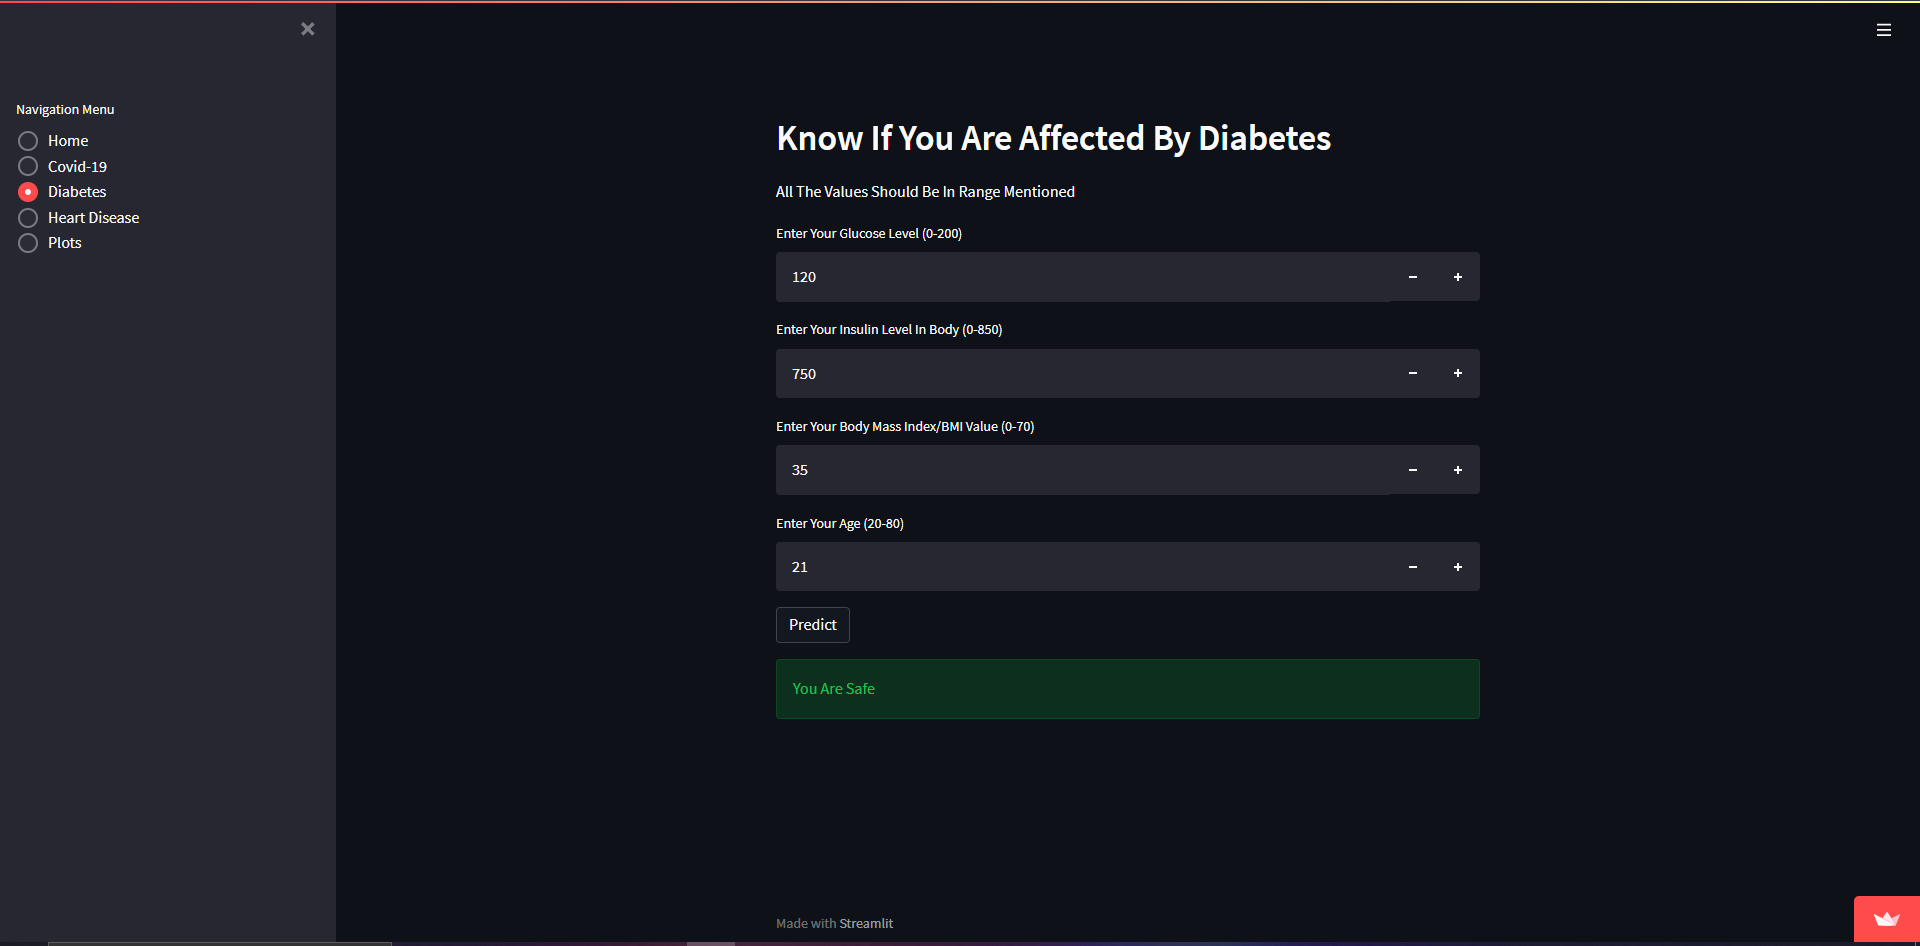 Navigation Menu
Home
Covid-19
Diabetes
Heart Disease
Plots
Know If You Are Affected By Diabetes
All The Values Should Be In Range Mentioned
Enter Your Glucose Level (0-200)
120
Enter Your Insulin Level In Body (0-850)
750
Enter Your Body Mass Index/BMI Value (0-70)
35
Enter Your Age (20-80)
21
Predict
You Are Safe
Made with Streamlit